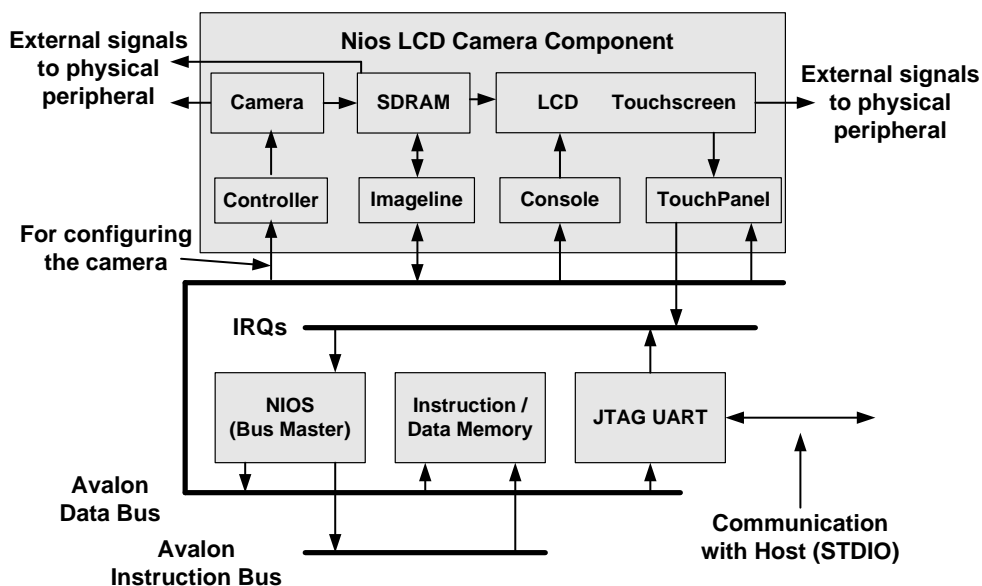 Nios LCD Camera Component
External signals
to physical
peripheral
External signals
to physical
peripheral
Camera
SDRAM
LCD Touchscreen
Controller
Imageline
Console
TouchPanel
For configuring
the camera
IRQs
NIOS
(Bus Master)
Instruction /
Data Memory
JTAG UART
Avalon
Data Bus
Avalon
Instruction Bus
Communication
with Host (STDIO)